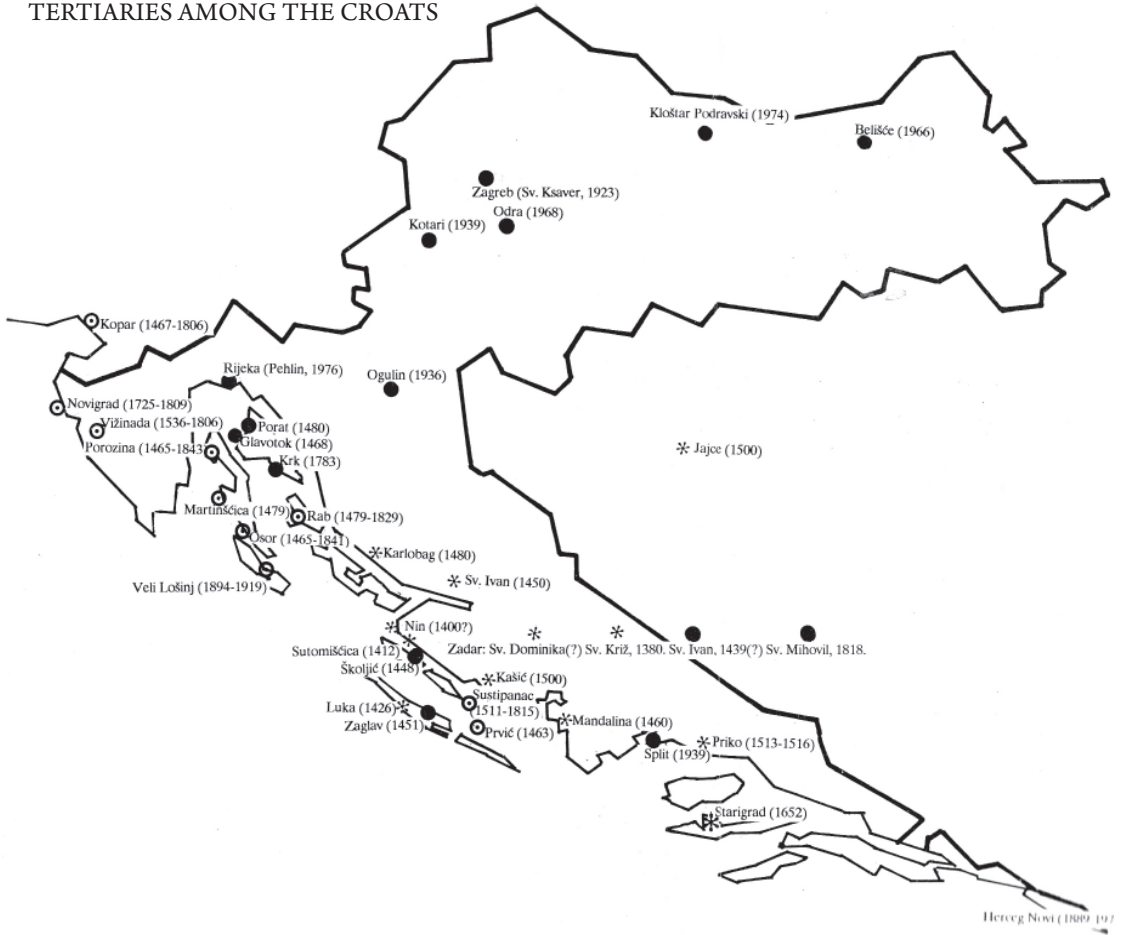 TERTIARIES AMONG THE CROATS
Kloštar Podravski (1974)
Belišće (1966)
Zagreb (Sv. Ksaver, 1923)
Odra (1968)
Kotari (1939)
Kopar (1467-1806)
Rijeka (Pehlin, 1976)
Ogulin (1936)
Novigrad (1725-1809)
Vižinada (1536-1806)
Porat (1480)
Glavotok (1468)
Porozina (1465-1843)
Jajce (1500)
Krk (1783)
Martinšćica (1479)
Rab (1479-1829)
Osor (1465-1841)
Karlobag (1480)
Veli Lošinj (1894-1919)
Sv. Ivan (1450)
Nin (1400?)
Sutomišćica (1412)
Zadar: Sv. Dominika(?) Sv. Križ, 1380. Sv. Ivan, 1439(?) Sv. Mihovil, 1818.
Školjić (1448)
Kašić (1500)
Sustipanac
(1511-1815)
Luka (1426)
Zaglav (1451)
Prvić (1463)
Mandalina (1460)
Split (1939)
Priko (1513-1516)
Starigrad (1652)
Herceg Novi (1889-197